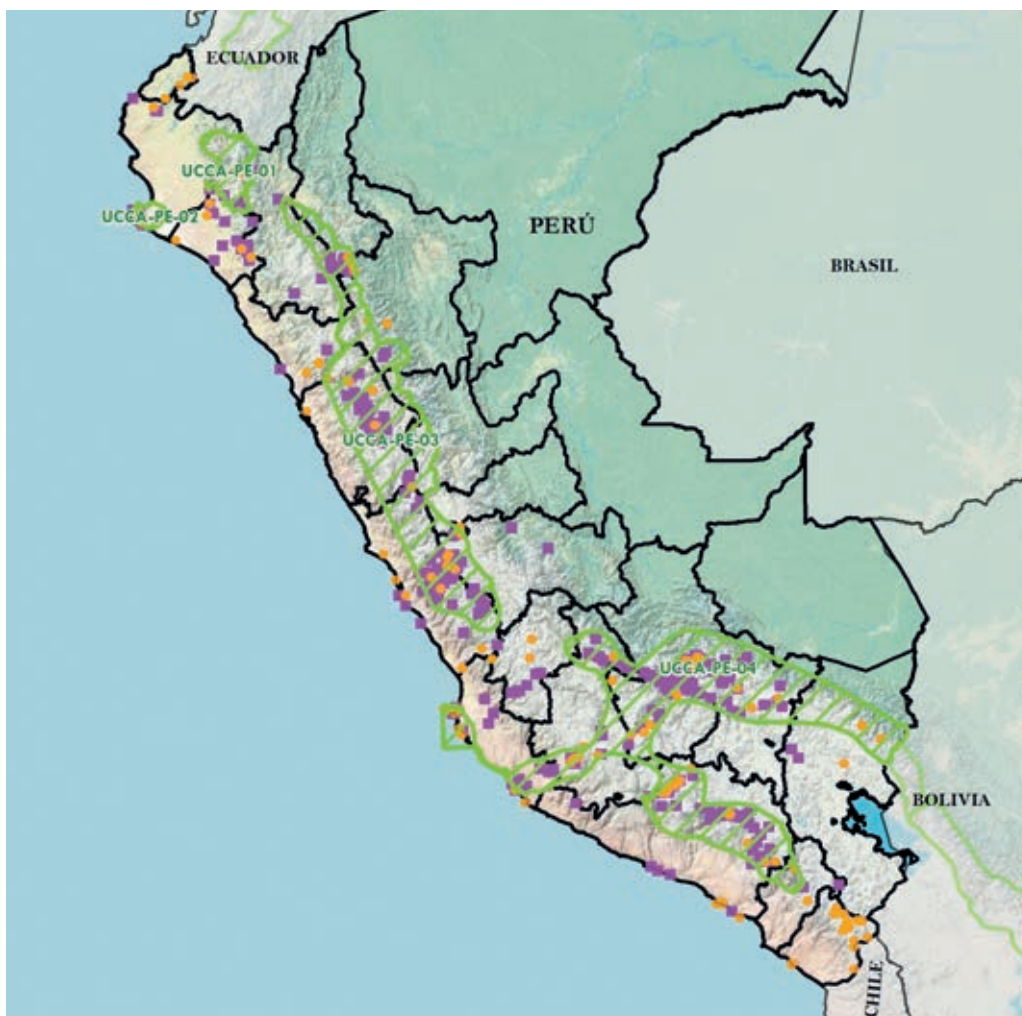 ECUADOR
UCCA-PE-01
UCCA-PE-02
PERÚ
BRASIL
UCCA-PE-03
UCCA-PE-04
BOLIVIA
CHILE